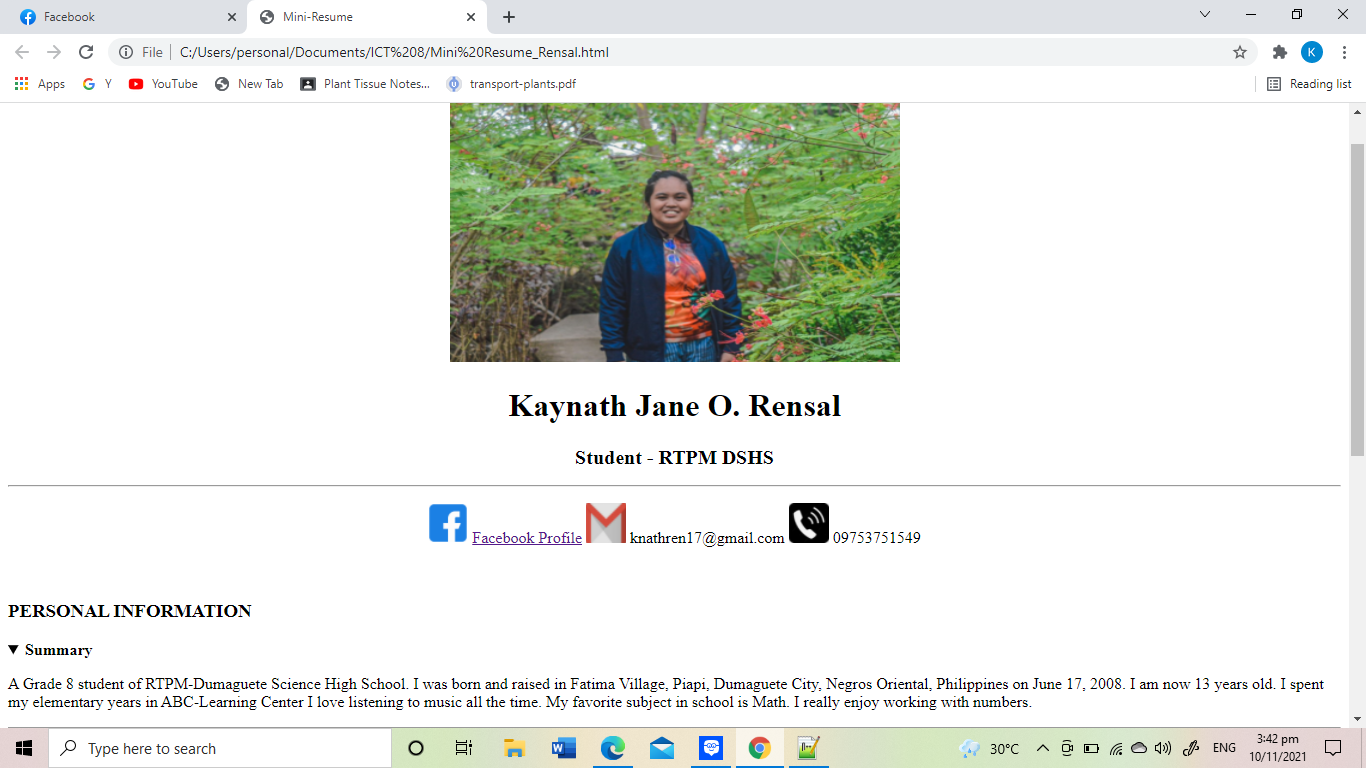 Facebook
Mini-Resume
File
C:/Users/personal/Documents/ICT%208/Mini%20Resume_Rensal.html
K
Apps
Y
YouTube
New Tab
Plant Tissue Notes...
transport-plants.pdf
Reading list
Kaynath Jane O. Rensal
Student - RTPM DSHS
Facebook Profile knathren17@gmail.com 09753751549
PERSONAL INFORMATION
▼ Summary
A Grade 8 student of RTPM-Dumaguete Science High School. I was born and raised in Fatima Village, Piapi, Dumaguete City, Negros Oriental, Philippines on June 17, 2008. I am now 13 years old. I spent
my elementary years in ABC-Learning Center I love listening to music all the time. My favorite subject in school is Math. I really enjoy working with numbers.
Type here to search
30°C
ENG
3:42 pm
10/11/2021